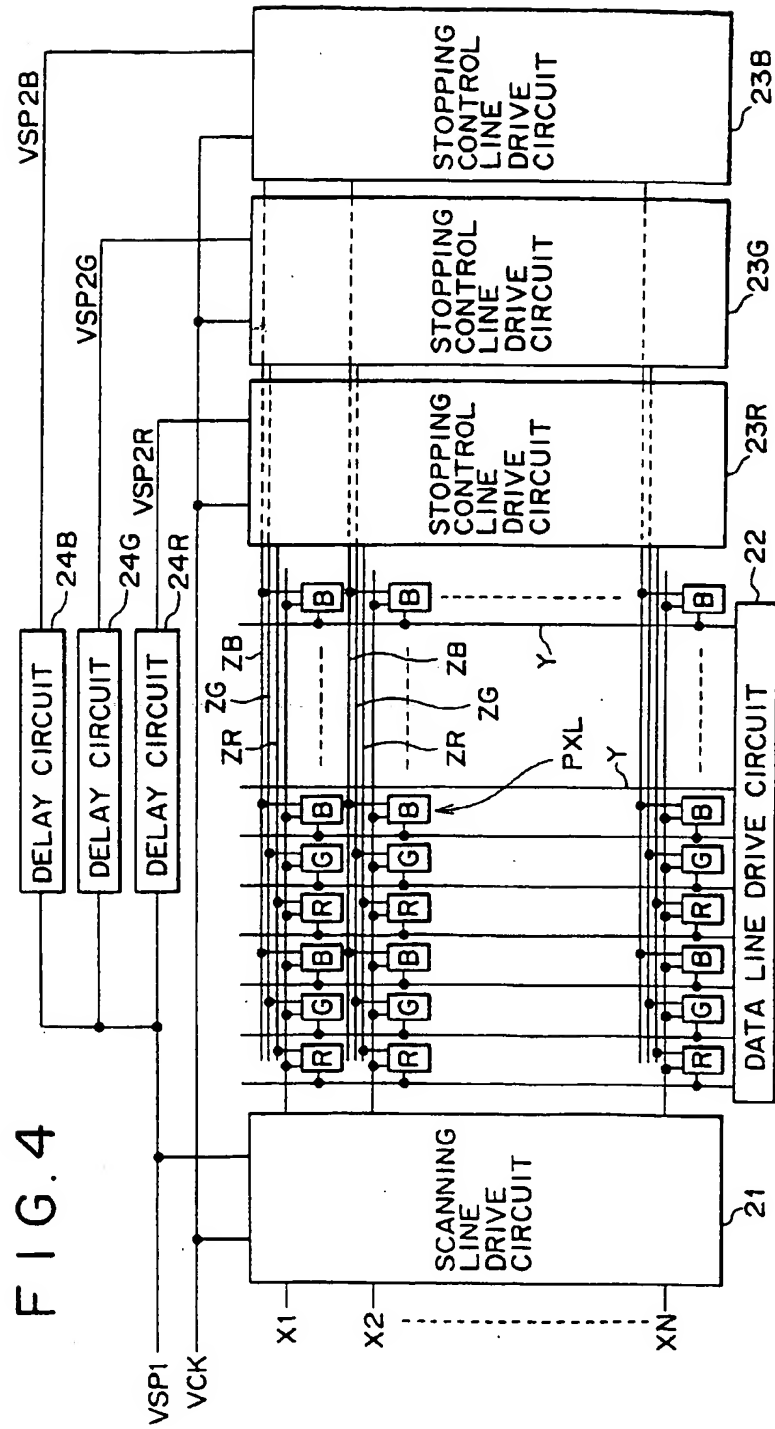 FIG. 4
VSP1
VCK
DELAY CIRCUIT
24B
DELAY CIRCUIT
24G
DELAY CIRCUIT
24R
VSP2R
VSP2G
VSP2B
X1
X2
XN
SCANNING
LINE
DRIVE
CIRCUIT
21
ZR
ZG
ZB
R G B R G B B
ZR
ZG
ZB
R G B R G B B
PXL
Y
Y
R G B R G B B
DATA LINE DRIVE CIRCUIT
22
STOPPING
CONTROL
LINE
DRIVE
CIRCUIT
23R
STOPPING
CONTROL
LINE
DRIVE
CIRCUIT
23G
STOPPING
CONTROL
LINE
DRIVE
CIRCUIT
23B